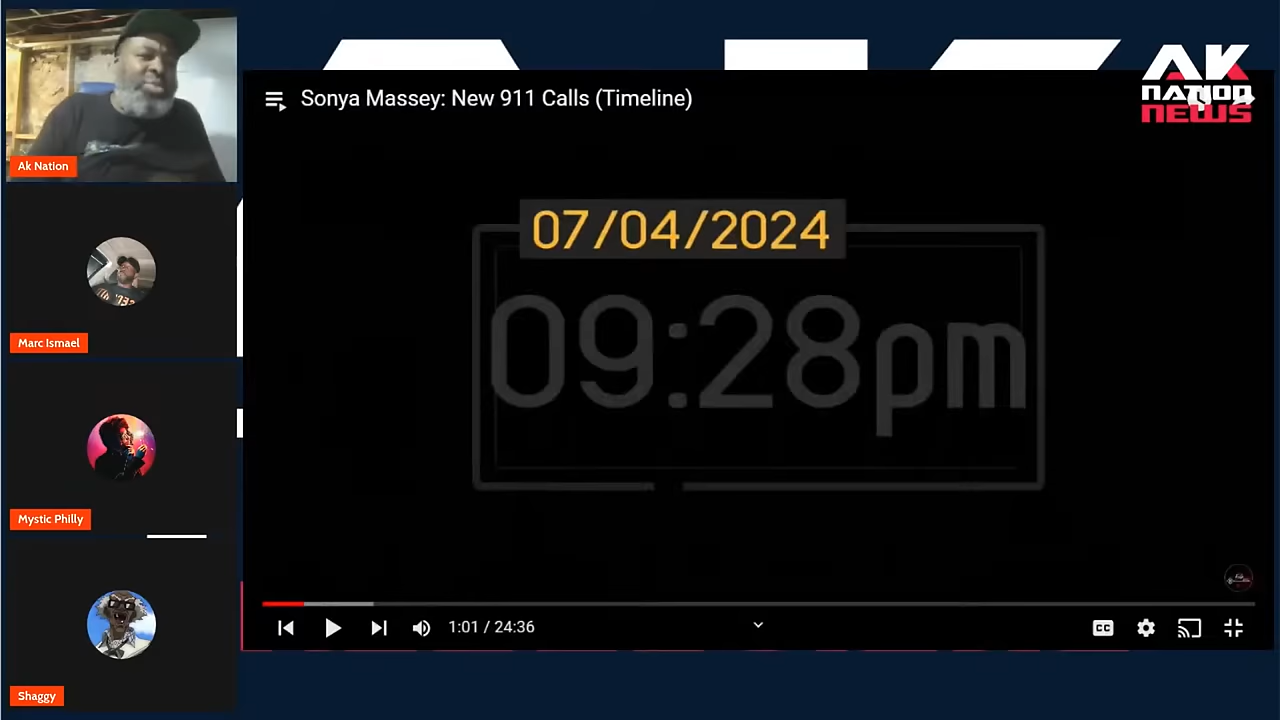 Ak Nation
Marc Ismael
Mystic Philly
Shaggy
Sonya Massey: New 911 Calls (Timeline)
AK
NATION
NEWS
07/04/2024
09:28pm
1:01 / 24:36
CC